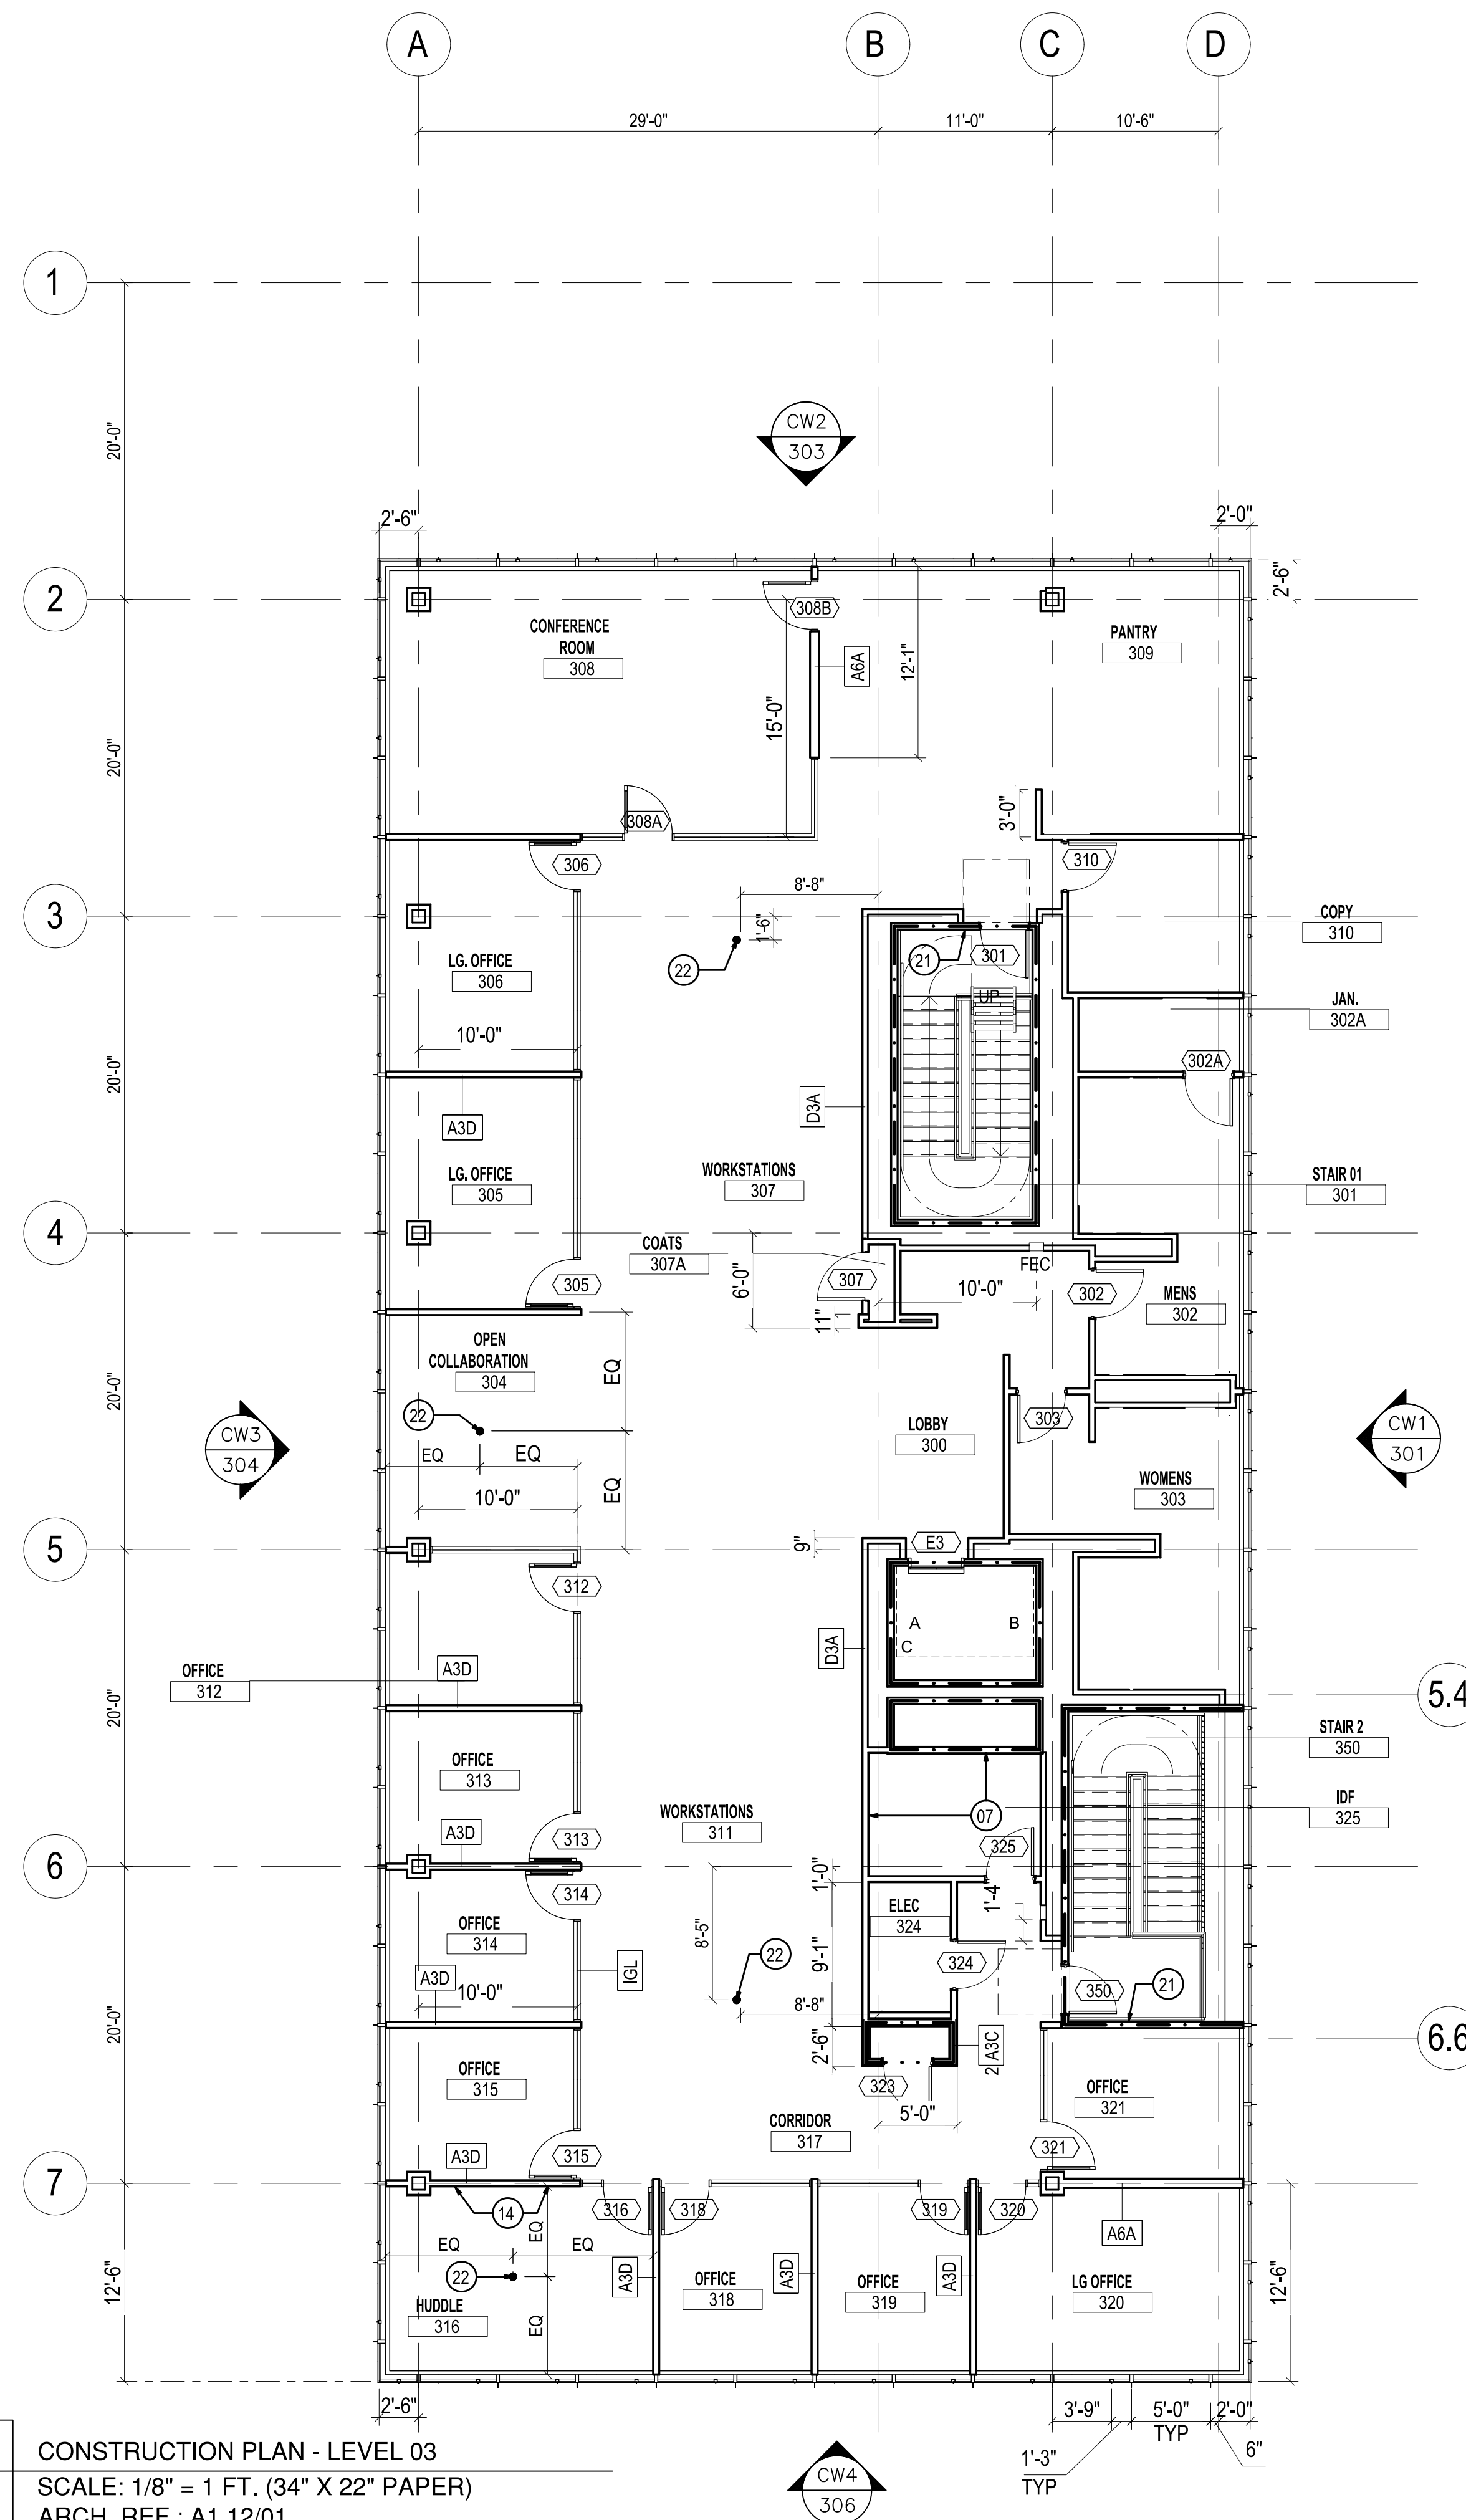 A
B
C
D
29'-0"
11'-0"
10'-6"
1
20'-0"
CW2
303
2'-6"
2'-0"
2'-6"
2
308B
CONFERENCE
ROOM
308
PANTRY
309
A6A
12'-1"
15'-0"
20'-0"
308A
3'-0"
306
310
8'-8"
3
1'-6"
COPY
310
22
21
301
LG. OFFICE
306
UP
JAN.
302A
10'-0"
302A
20'-0"
D3A
A3D
LG. OFFICE
305
WORKSTATIONS
307
STAIR 01
301
4
COATS
307A
FEC
305
307
6'-0"
10'-0"
302
MENS
302
11"
OPEN
COLLABORATION
304
EQ
20'-0"
22
303
CW3
304
LOBBY
300
CW1
301
EQ
EQ
EQ
WOMENS
303
10'-0"
5
9"
E3
312
A
B
C
D3A
OFFICE
312
A3D
5.4
20'-0"
STAIR 2
350
OFFICE
313
IDF
325
WORKSTATIONS
311
07
A3D
313
325
6
1'-0"
314
1'-4
ELEC
324
OFFICE
314
8'-5"
9'-1"
22
324
IGL
A3D
10'-0"
350
21
8'-8"
20'-0"
6.6
2'-6"
2
A3C
OFFICE
315
323
OFFICE
321
5'-0"
CORRIDOR
317
A3D
315
321
7
14
316
318
319
320
EQ
A6A
EQ
EQ
22
A3D
OFFICE
318
A3D
OFFICE
319
A3D
LG OFFICE
320
12'-6"
12'-6"
HUDDLE
316
EQ
2'-6"
3'-9"
5'-0"
TYP
2'-0"
1'-3"
TYP
6"
CW4
306
CONSTRUCTION PLAN - LEVEL 03
SCALE: 1/8" = 1 FT. (34" X 22" PAPER)
ARCH. REF.: A1.12/01